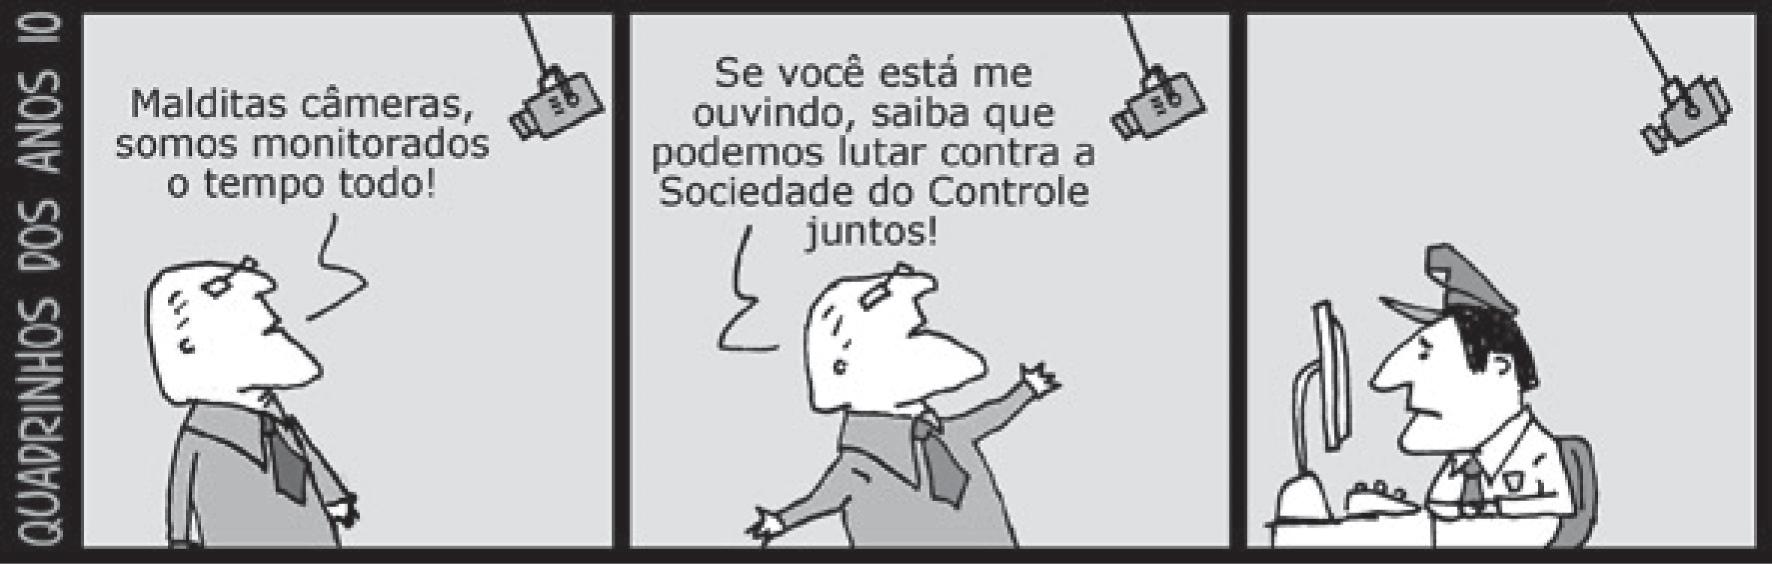 QUADRINHOS DOS ANOS 10
Malditas câmeras,
somos monitorados
o tempo todo!
Se você está me
ouvindo, saiba que
podemos lutar contra a
Sociedade do Controle
juntos!